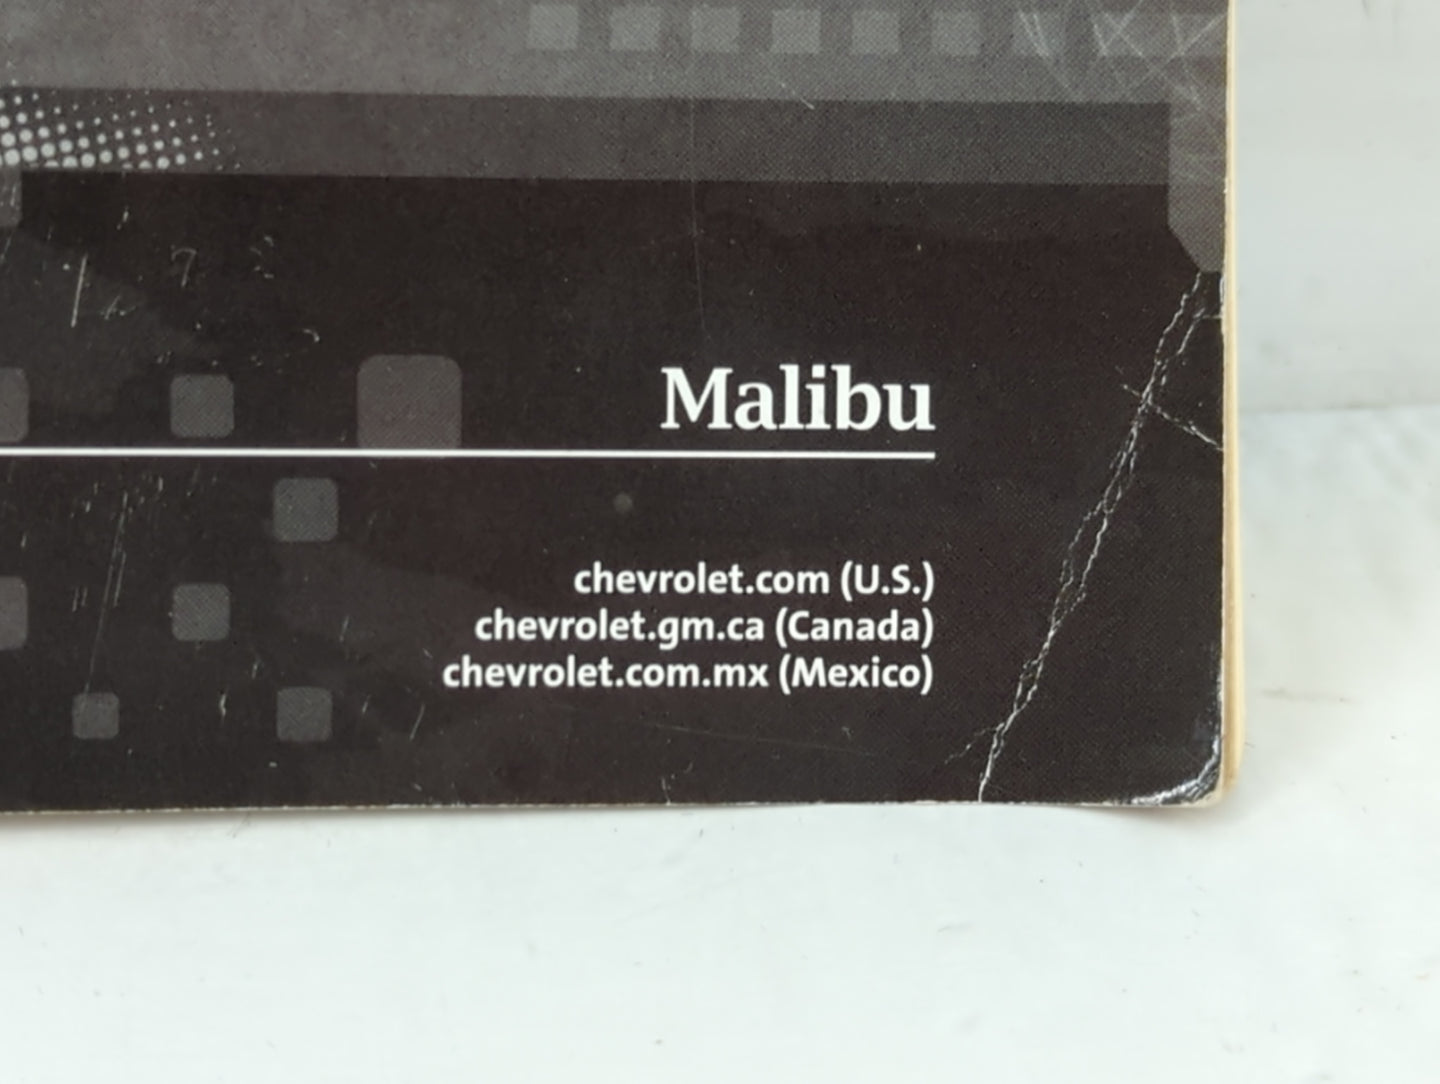 Malibu
chevrolet.com (U.S.)
chevrolet.gm.ca (Canada)
chevrolet.com.mx (Mexico)